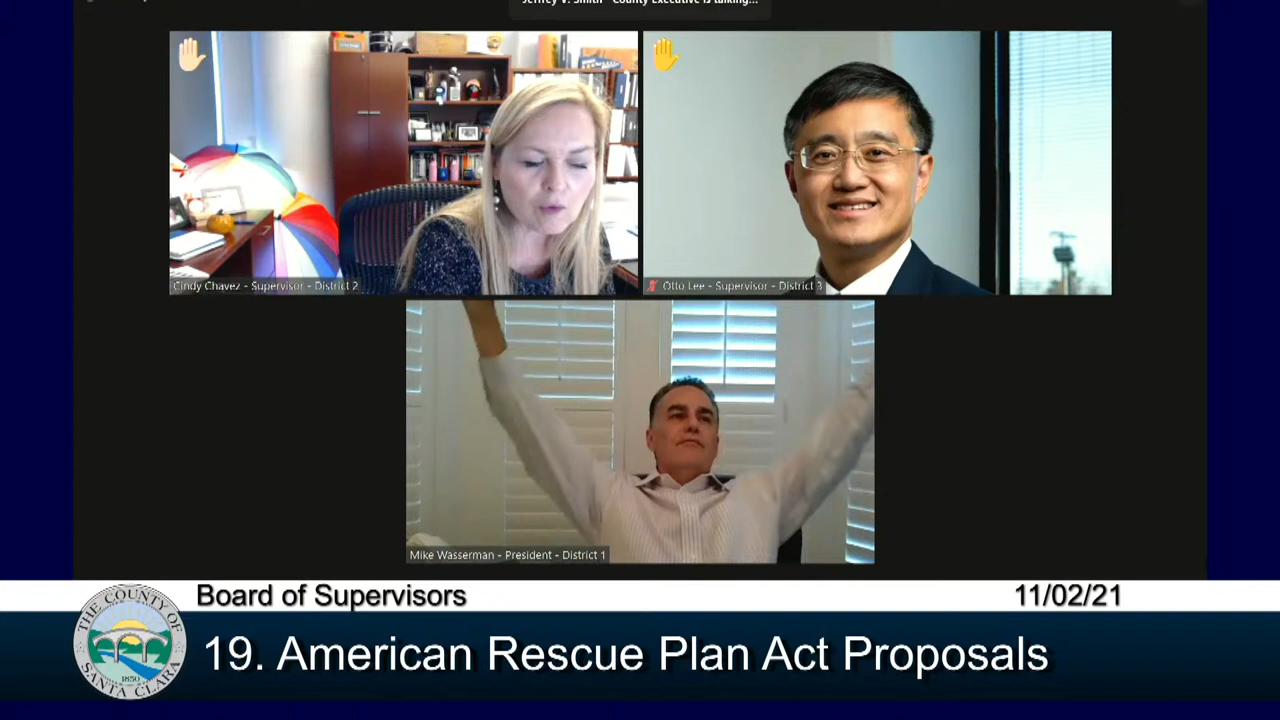 Jeffrey V. Smith - County Executive is talking...
Cindy Chavez - Supervisor - District 2
Otto Lee - Supervisor - District 3
Mike Wasserman - President - District 1
Board of Supervisors
11/02/21
THE COUNTY OF
SANTA CLARA
1850
19. American Rescue Plan Act Proposals